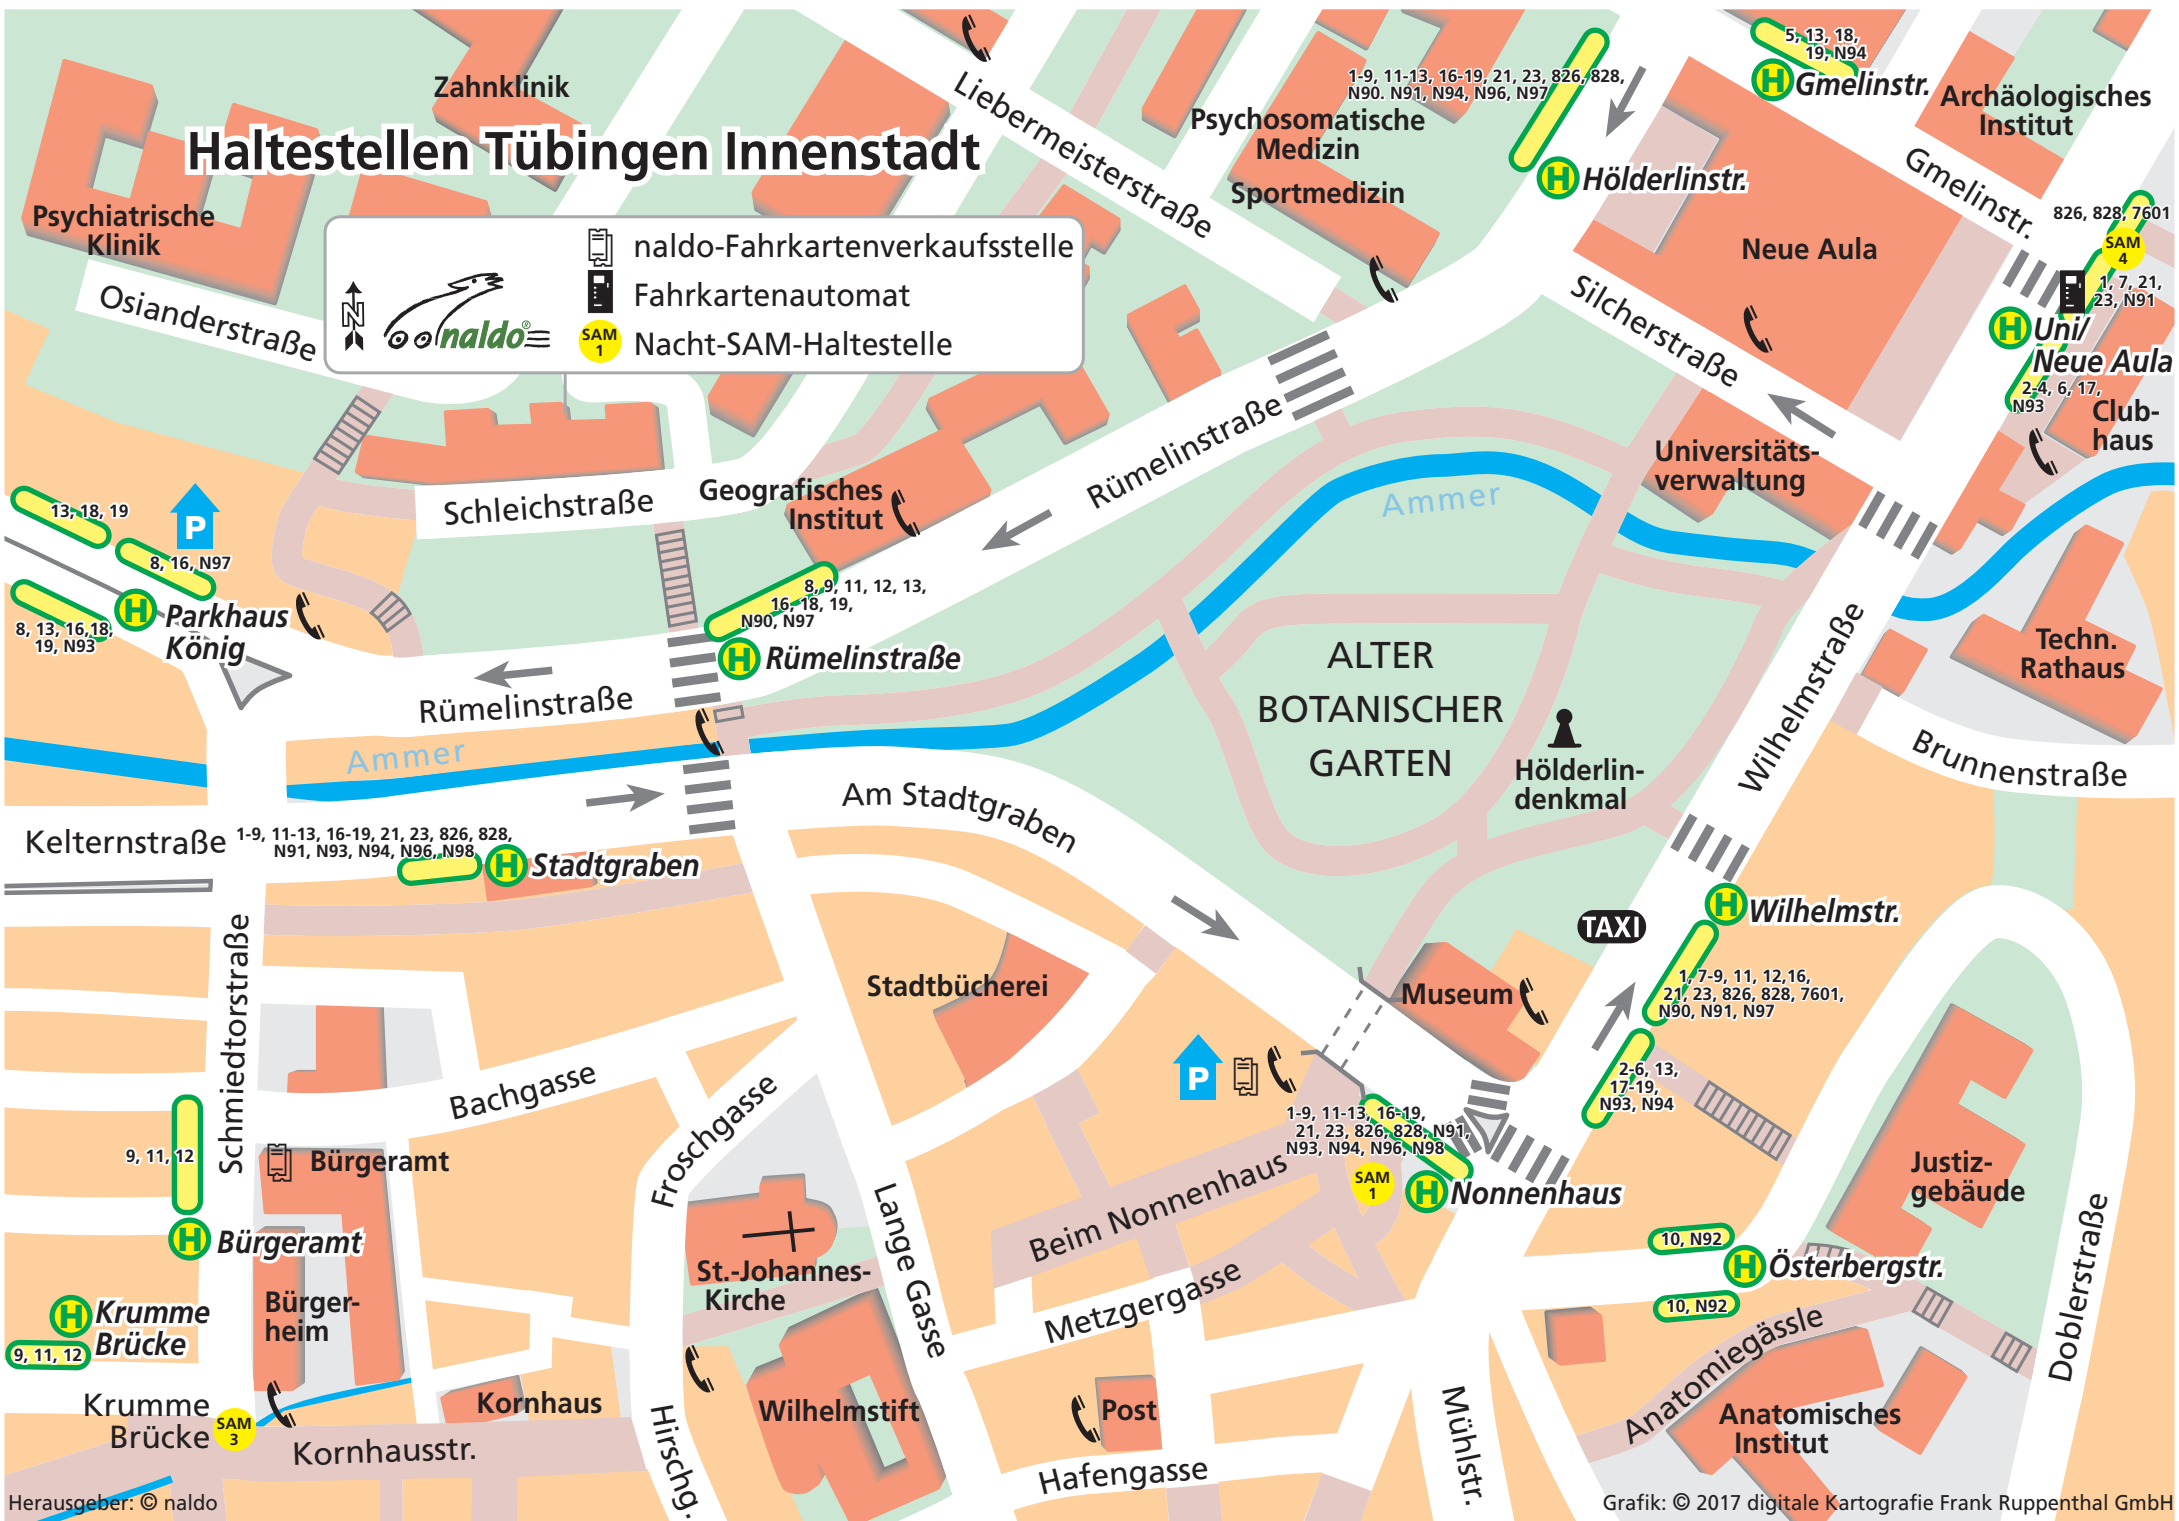 Haltestellen Tübingen Innenstadt
naldo-Fahrkartenverkaufsstelle
Fahrkartenautomat
SAM
1
Nacht-SAM-Haltestelle
N
naldo®
Zahnklinik
Psychiatrische
Klinik
Osianderstraße
Liebermeisterstraße
1-9, 11-13, 16-19, 21, 23, 826, 828,
N90. N91, N94, N96, N97
Psychosomatische
Medizin
Sportmedizin
H Hölderlinstr.
5, 13, 18,
19, N94
H Gmelinstr.
Archäologisches
Institut
Gmelinstr.
Neue Aula
826, 828, 7601
SAM
4
1, 7, 21,
23, N91
H Uni/
Neue Aula
2-4, 6, 17,
N93
Club-
haus
Silcherstraße
Universitäts-
verwaltung
Rümelinstraße
Ammer
Schleichstraße
Geografisches
Institut
13, 18, 19
P
8, 16, N97
H Parkhaus
König
8, 13, 16,18,
19, N93
8, 9, 11, 12, 13,
16, 18, 19,
N90, N97
H Rümelinstraße
Rümelinstraße
Ammer
ALTER
BOTANISCHER
GARTEN
Hölderlin-
denkmal
Wilhelmstraße
Techn.
Rathaus
Brunnenstraße
Am Stadtgraben
Kelternstraße
1-9, 11-13, 16-19, 21, 23, 826, 828,
N91, N93, N94, N96, N98
H Stadtgraben
Schmiedtorstraße
Stadtbücherei
TAXI
H Wilhelmstr.
Museum
1, 7-9, 11, 12,16,
21, 23, 826, 828, 7601,
N90, N91, N97
2-6, 13,
17-19,
N93, N94
P
1-9, 11-13, 16-19,
21, 23, 826, 828, N91,
N93, N94, N96, N98
SAM
1
H Nonnenhaus
Beim Nonnenhaus
Bachgasse
Froschgasse
9, 11, 12
Bürgeramt
H Bürgeramt
Justiz-
gebäude
Doblerstraße
10, N92
H Österbergstr.
10, N92
St.-Johannes-
Kirche
Lange Gasse
Metzgergasse
Bürger-
heim
H Krumme
Brücke
9, 11, 12
Krumme
Brücke
SAM
3
Kornhaus
Kornhausstr.
Hirschg.
Wilhelmstift
Post
Hafengasse
Mühlstr.
Anatomiegässle
Anatomisches
Institut
Herausgeber: © naldo
Grafik: © 2017 digitale Kartografie Frank Ruppenthal GmbH